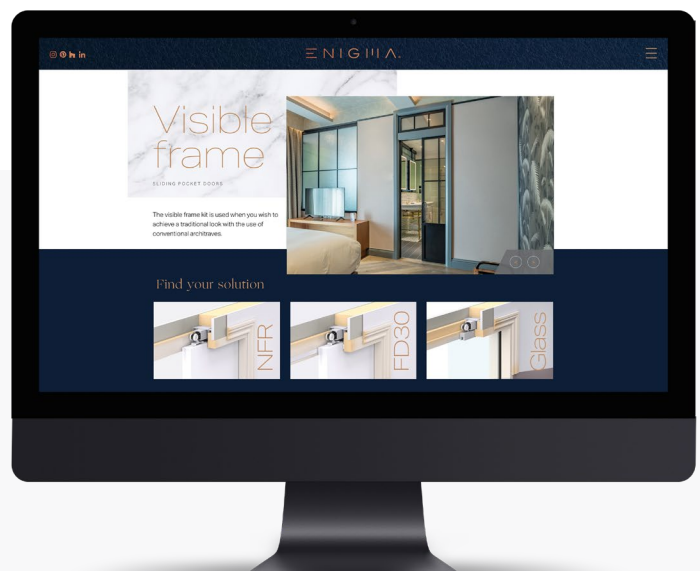 in
ENIGMA.
Visible
frame
SLIDING POCKET DOORS
The visible frame kit is used when you wish to
achieve a traditional look with the use of
conventional architraves.
Find your solution
NFR
FD30
Glass